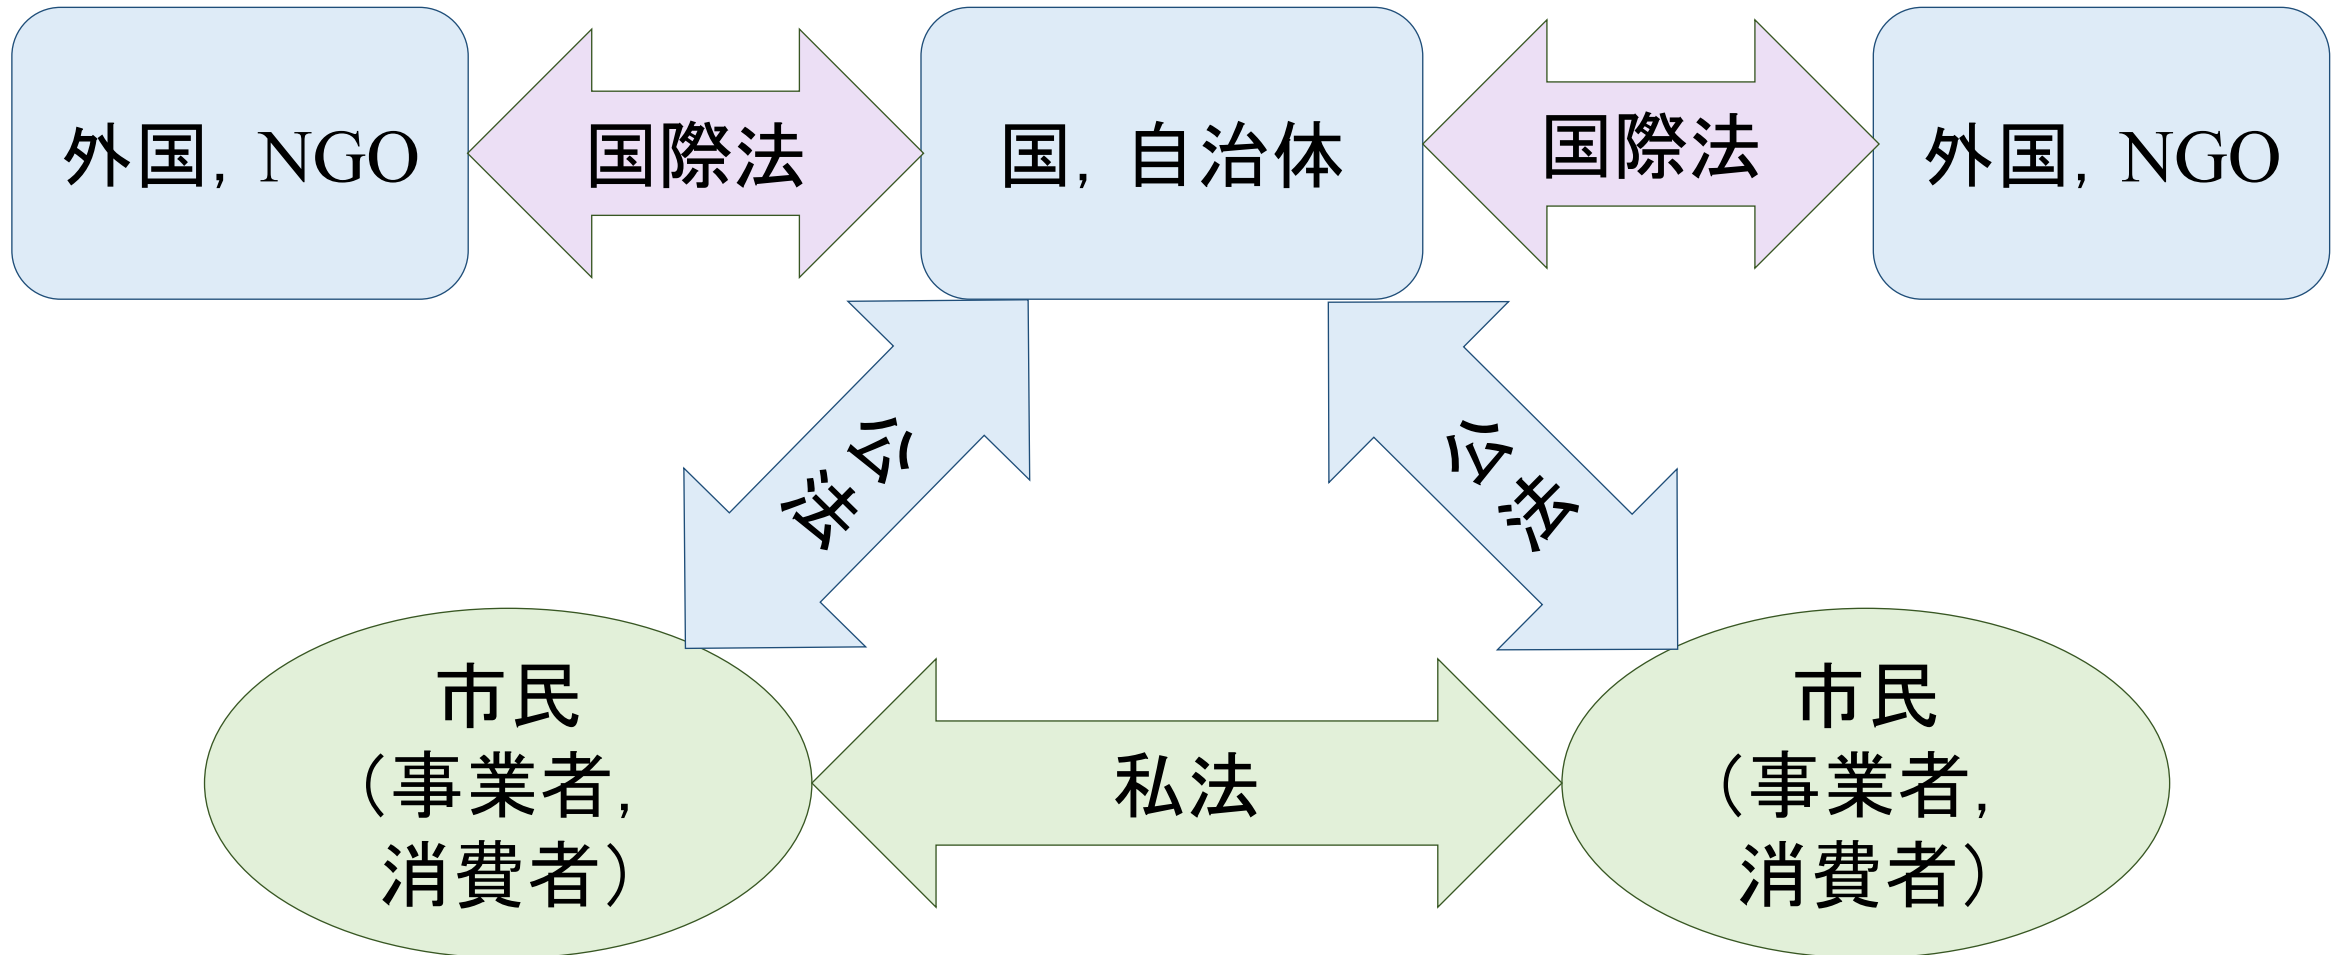 外国，NGO
国際法
国，自治体
国際法
外国，NGO
公法
公法
市民
（事業者，
消費者）
私法
市民
（事業者，
消費者）